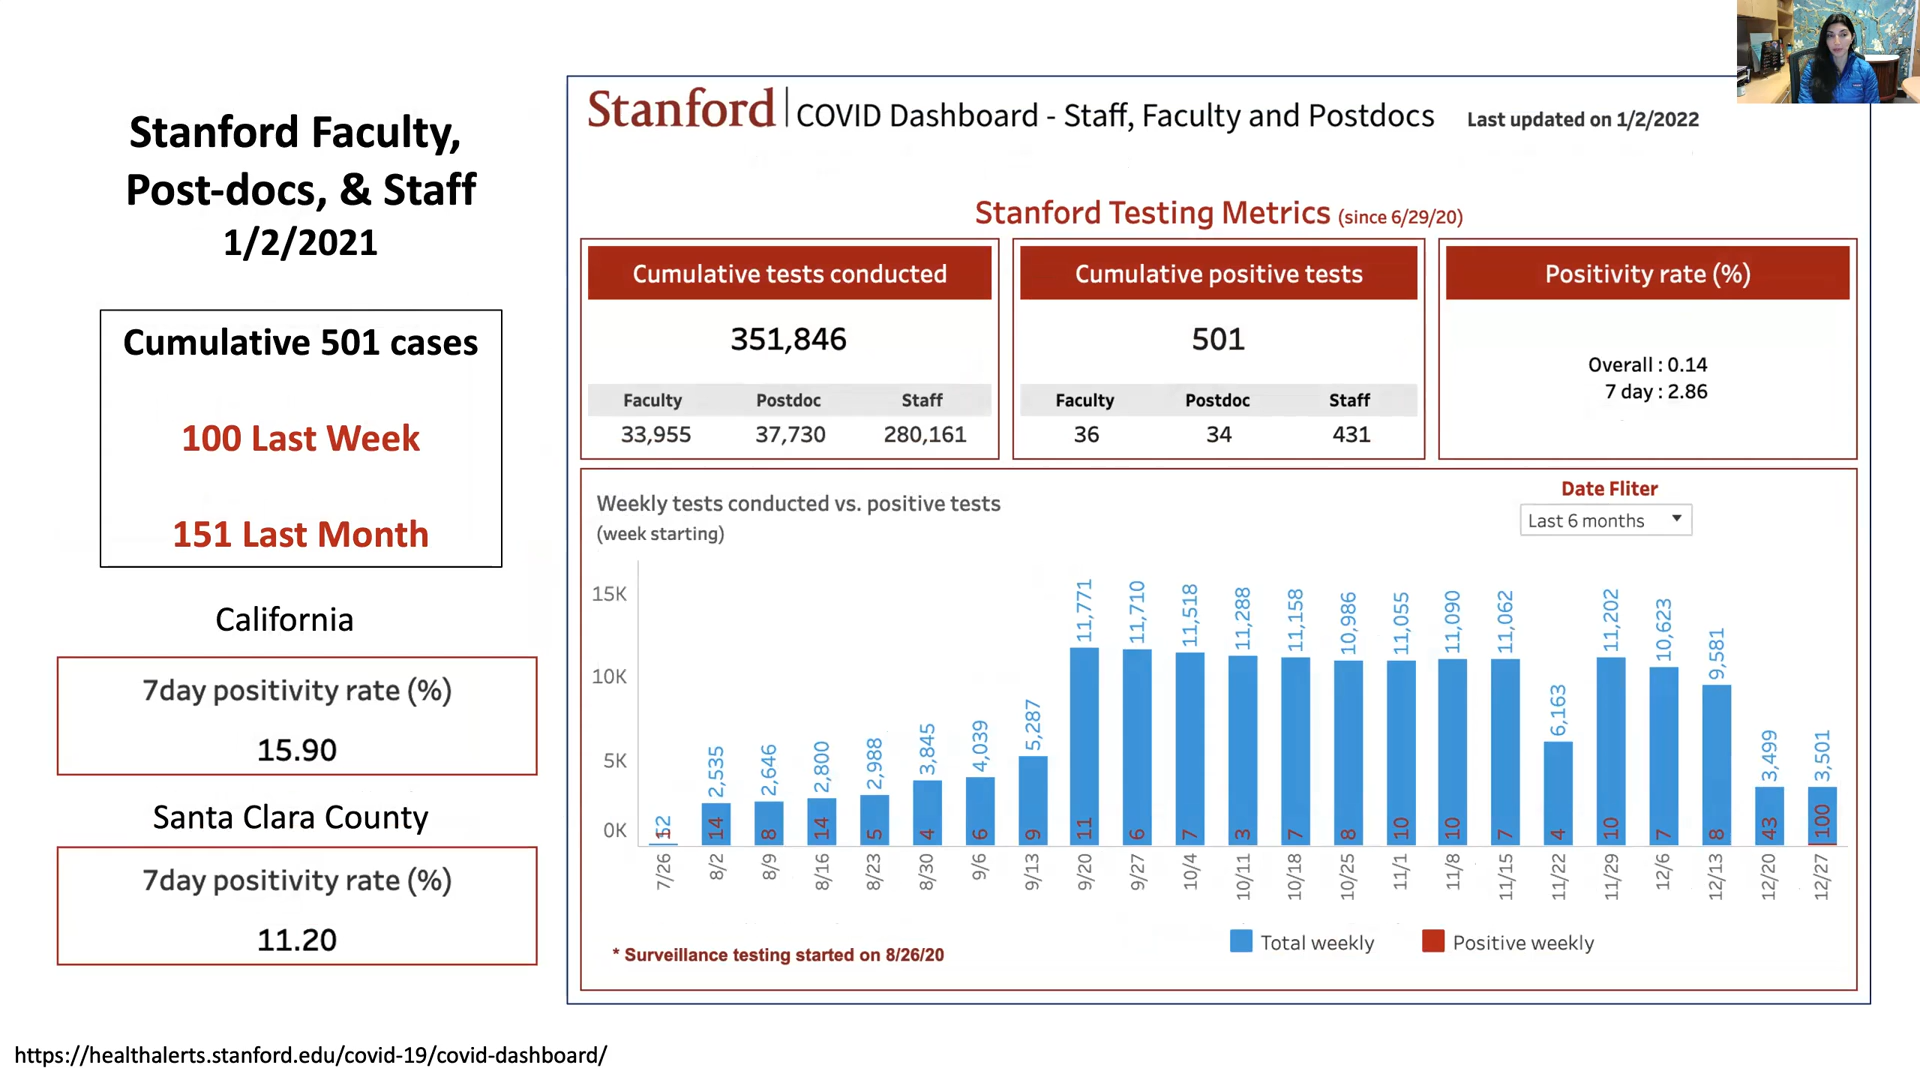 Stanford Faculty,
Post-docs, & Staff
1/2/2021
Cumulative 501 cases
100 Last Week
151 Last Month
California
7day positivity rate (%)
15.90
Santa Clara County
7day positivity rate (%)
11.20
https://healthalerts.stanford.edu/covid-19/covid-dashboard/
Stanford | COVID Dashboard - Staff, Faculty and Postdocs Last updated on 1/2/2022
Stanford Testing Metrics (since 6/29/20)
Cumulative tests conducted
351,846
Faculty Postdoc Staff
33,955 37,730 280,161
Cumulative positive tests
501
Faculty Postdoc Staff
36 34 431
Positivity rate (%)
Overall : 0.14
7 day : 2.86
Weekly tests conducted vs. positive tests
(week starting)
Date Fliter
Last 6 months
15K
10K
5K
0K
52 2,535 2,646 2,800 2,988 3,845 4,039 5,287 11,771 11,710 11,518 11,288 11,158 10,986 11,055 11,090 11,062 6,163 11,202 10,623 9,581 3,499 3,501
1 14 8 14 5 4 6 9 11 6 7 3 7 8 10 10 7 4 10 7 8 43 100
7/26 8/2 8/9 8/16 8/23 8/30 9/6 9/13 9/20 9/27 10/4 10/11 10/18 10/25 11/1 11/8 11/15 11/22 11/29 12/6 12/13 12/20 12/27
Total weekly Positive weekly
* Surveillance testing started on 8/26/20